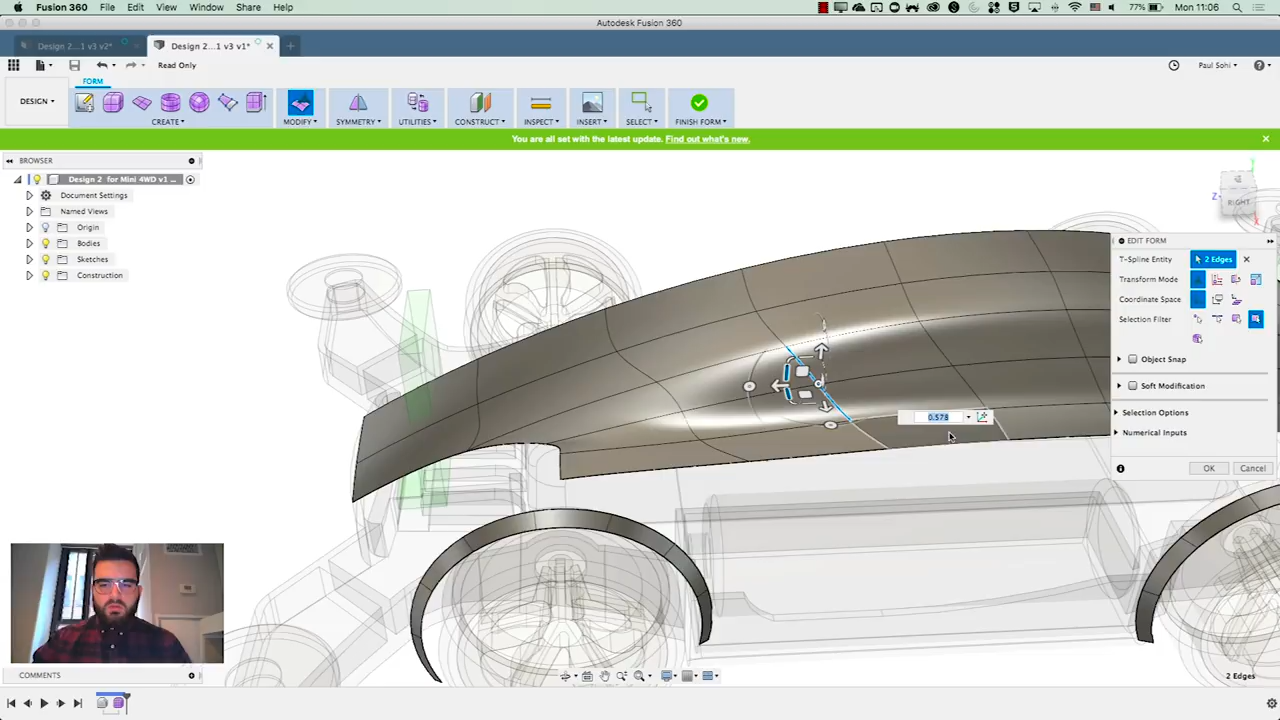 Fusion 360 File Edit View Window Share Help
77% Mon 11:06
Autodesk Fusion 360
Design 2...1 v3 v2*
Design 2...1 v3 v1*
Read Only
Paul Sohi
FORM
DESIGN
CREATE
MODIFY
SYMMETRY
UTILITIES
CONSTRUCT
INSPECT
INSERT
SELECT
FINISH FORM
You are all set with the latest update. Find out what's new.
BROWSER
Design 2 for Mini 4WD v1 ...
Document Settings
Named Views
Origin
Bodies
Sketches
Construction
Z
RIGHT
EDIT FORM
T-Spline Entity
2 Edges
Transform Mode
Coordinate Space
Selection Filter
Object Snap
Soft Modification
Selection Options
Numerical Inputs
OK
Cancel
0.578
COMMENTS
2 Edges